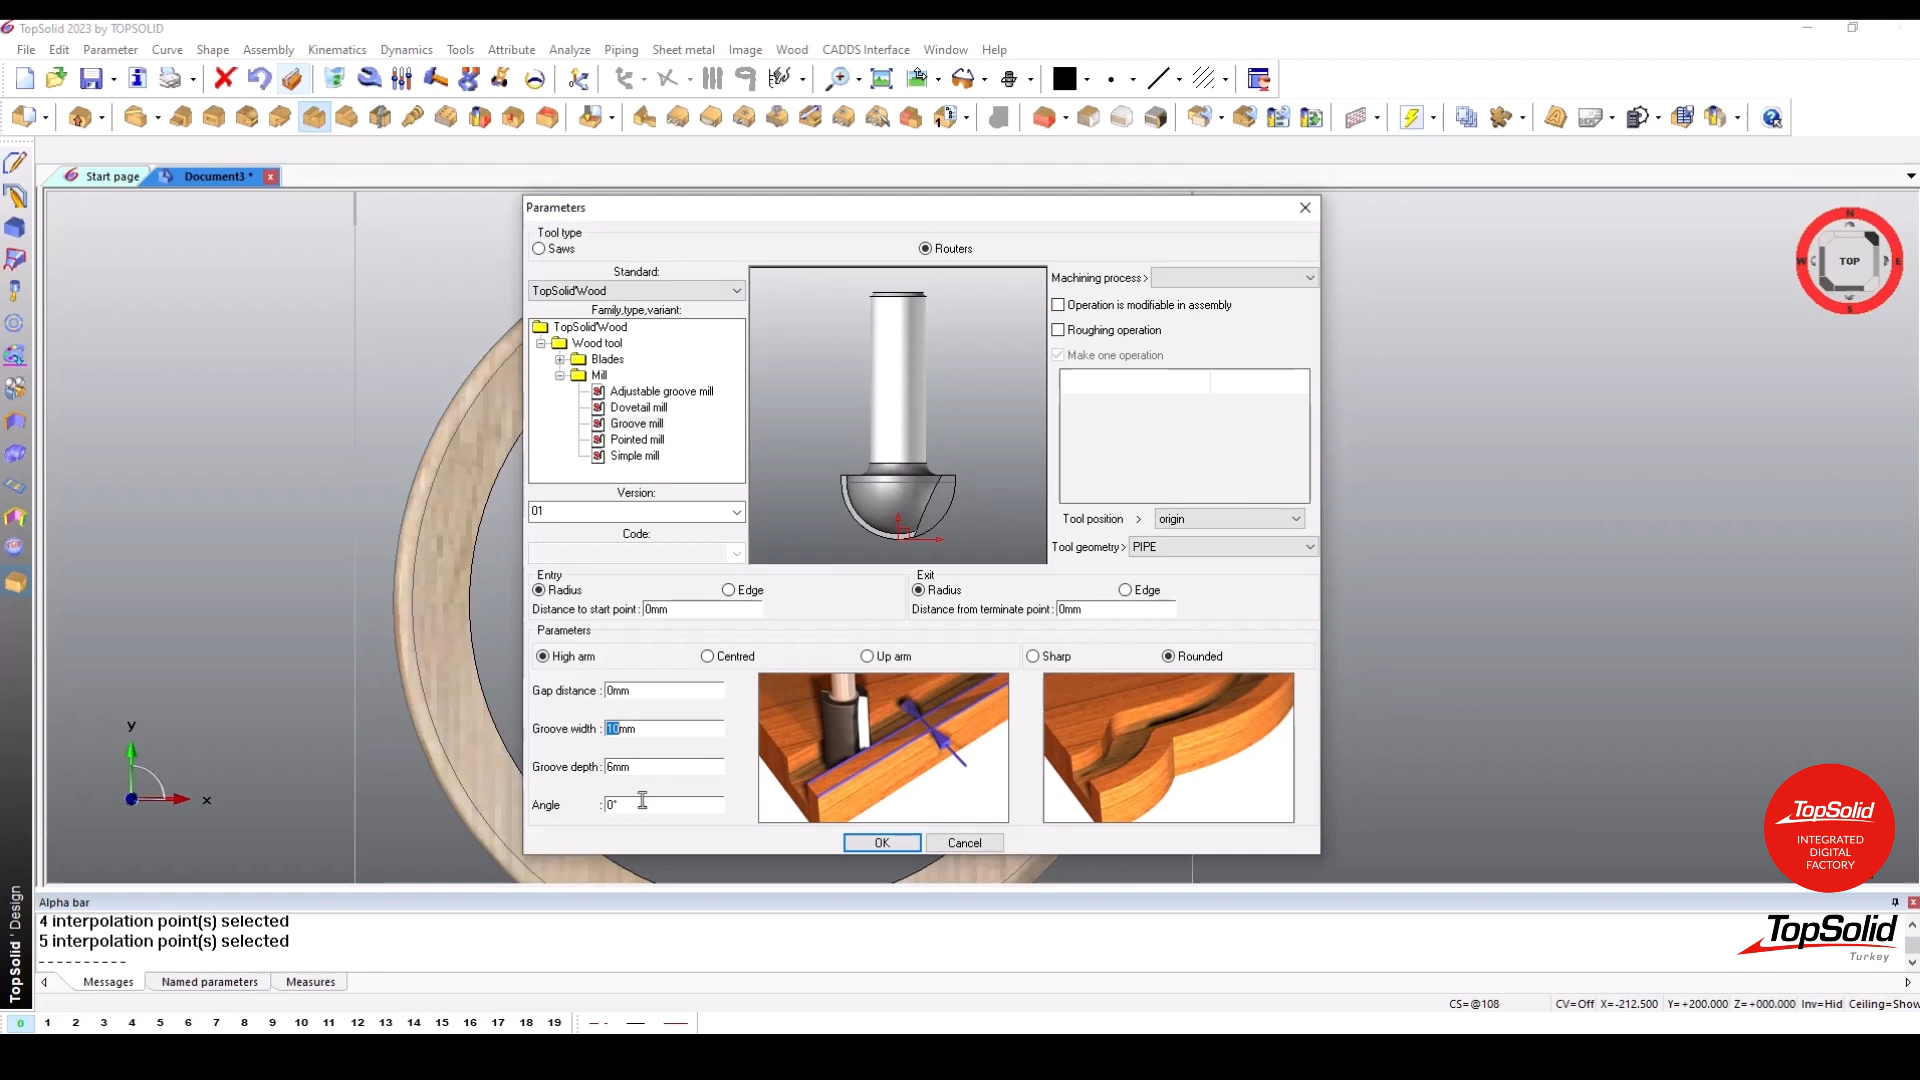 TopSolid 2023 by TOPSOLID
File Edit Parameter Curve Shape Assembly Kinematics Dynamics Tools Attribute Analyze Piping Sheet metal Image Wood CADDS Interface Window Help
Start page Document3 *
Parameters
Tool type
Saws Routers
Standard:
TopSolid'Wood
Family,type,variant:
TopSolid'Wood
Wood tool
Blades
Mill
Adjustable groove mill
Dovetail mill
Groove mill
Pointed mill
Simple mill
Version:
01
Code:
Machining process >
Operation is modifiable in assembly
Roughing operation
Make one operation
Tool position > origin
Tool geometry > PIPE
Entry
Radius Edge
Distance to start point : 0mm
Exit
Radius Edge
Distance from terminate point : 0mm
Parameters
High arm Centred Up arm Sharp Rounded
Gap distance : 0mm
Groove width : 10mm
Groove depth : 6mm
Angle : 0°
OK Cancel
N
W TOP E
S
y
x
TopSolid
INTEGRATED
DIGITAL
FACTORY
Alpha bar
4 interpolation point(s) selected
5 interpolation point(s) selected
----------
Messages Named parameters Measures
TopSolid
Turkey
TopSolid ' Design
CS=@108 CV=Off X=-212.500 Y=+200.000 Z=+000.000 Inv=Hid Ceiling=Show
0 1 2 3 4 5 6 7 8 9 10 11 12 13 14 15 16 17 18 19